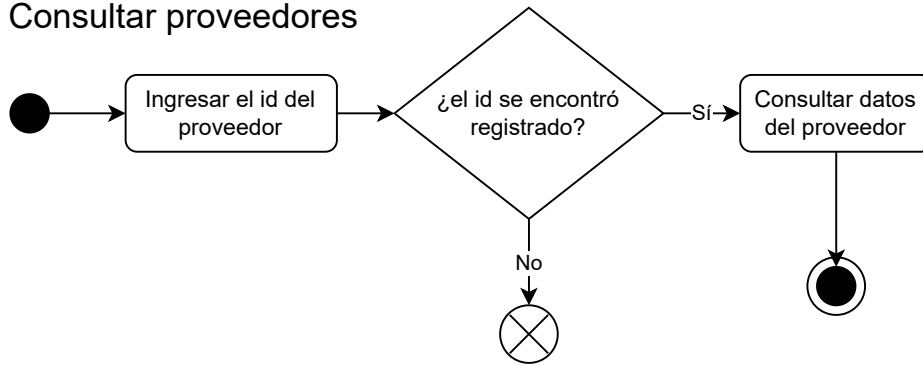 Consultar proveedores
Ingresar el id del
proveedor
¿el id se encontró
registrado?
Sí
Consultar datos
del proveedor
No